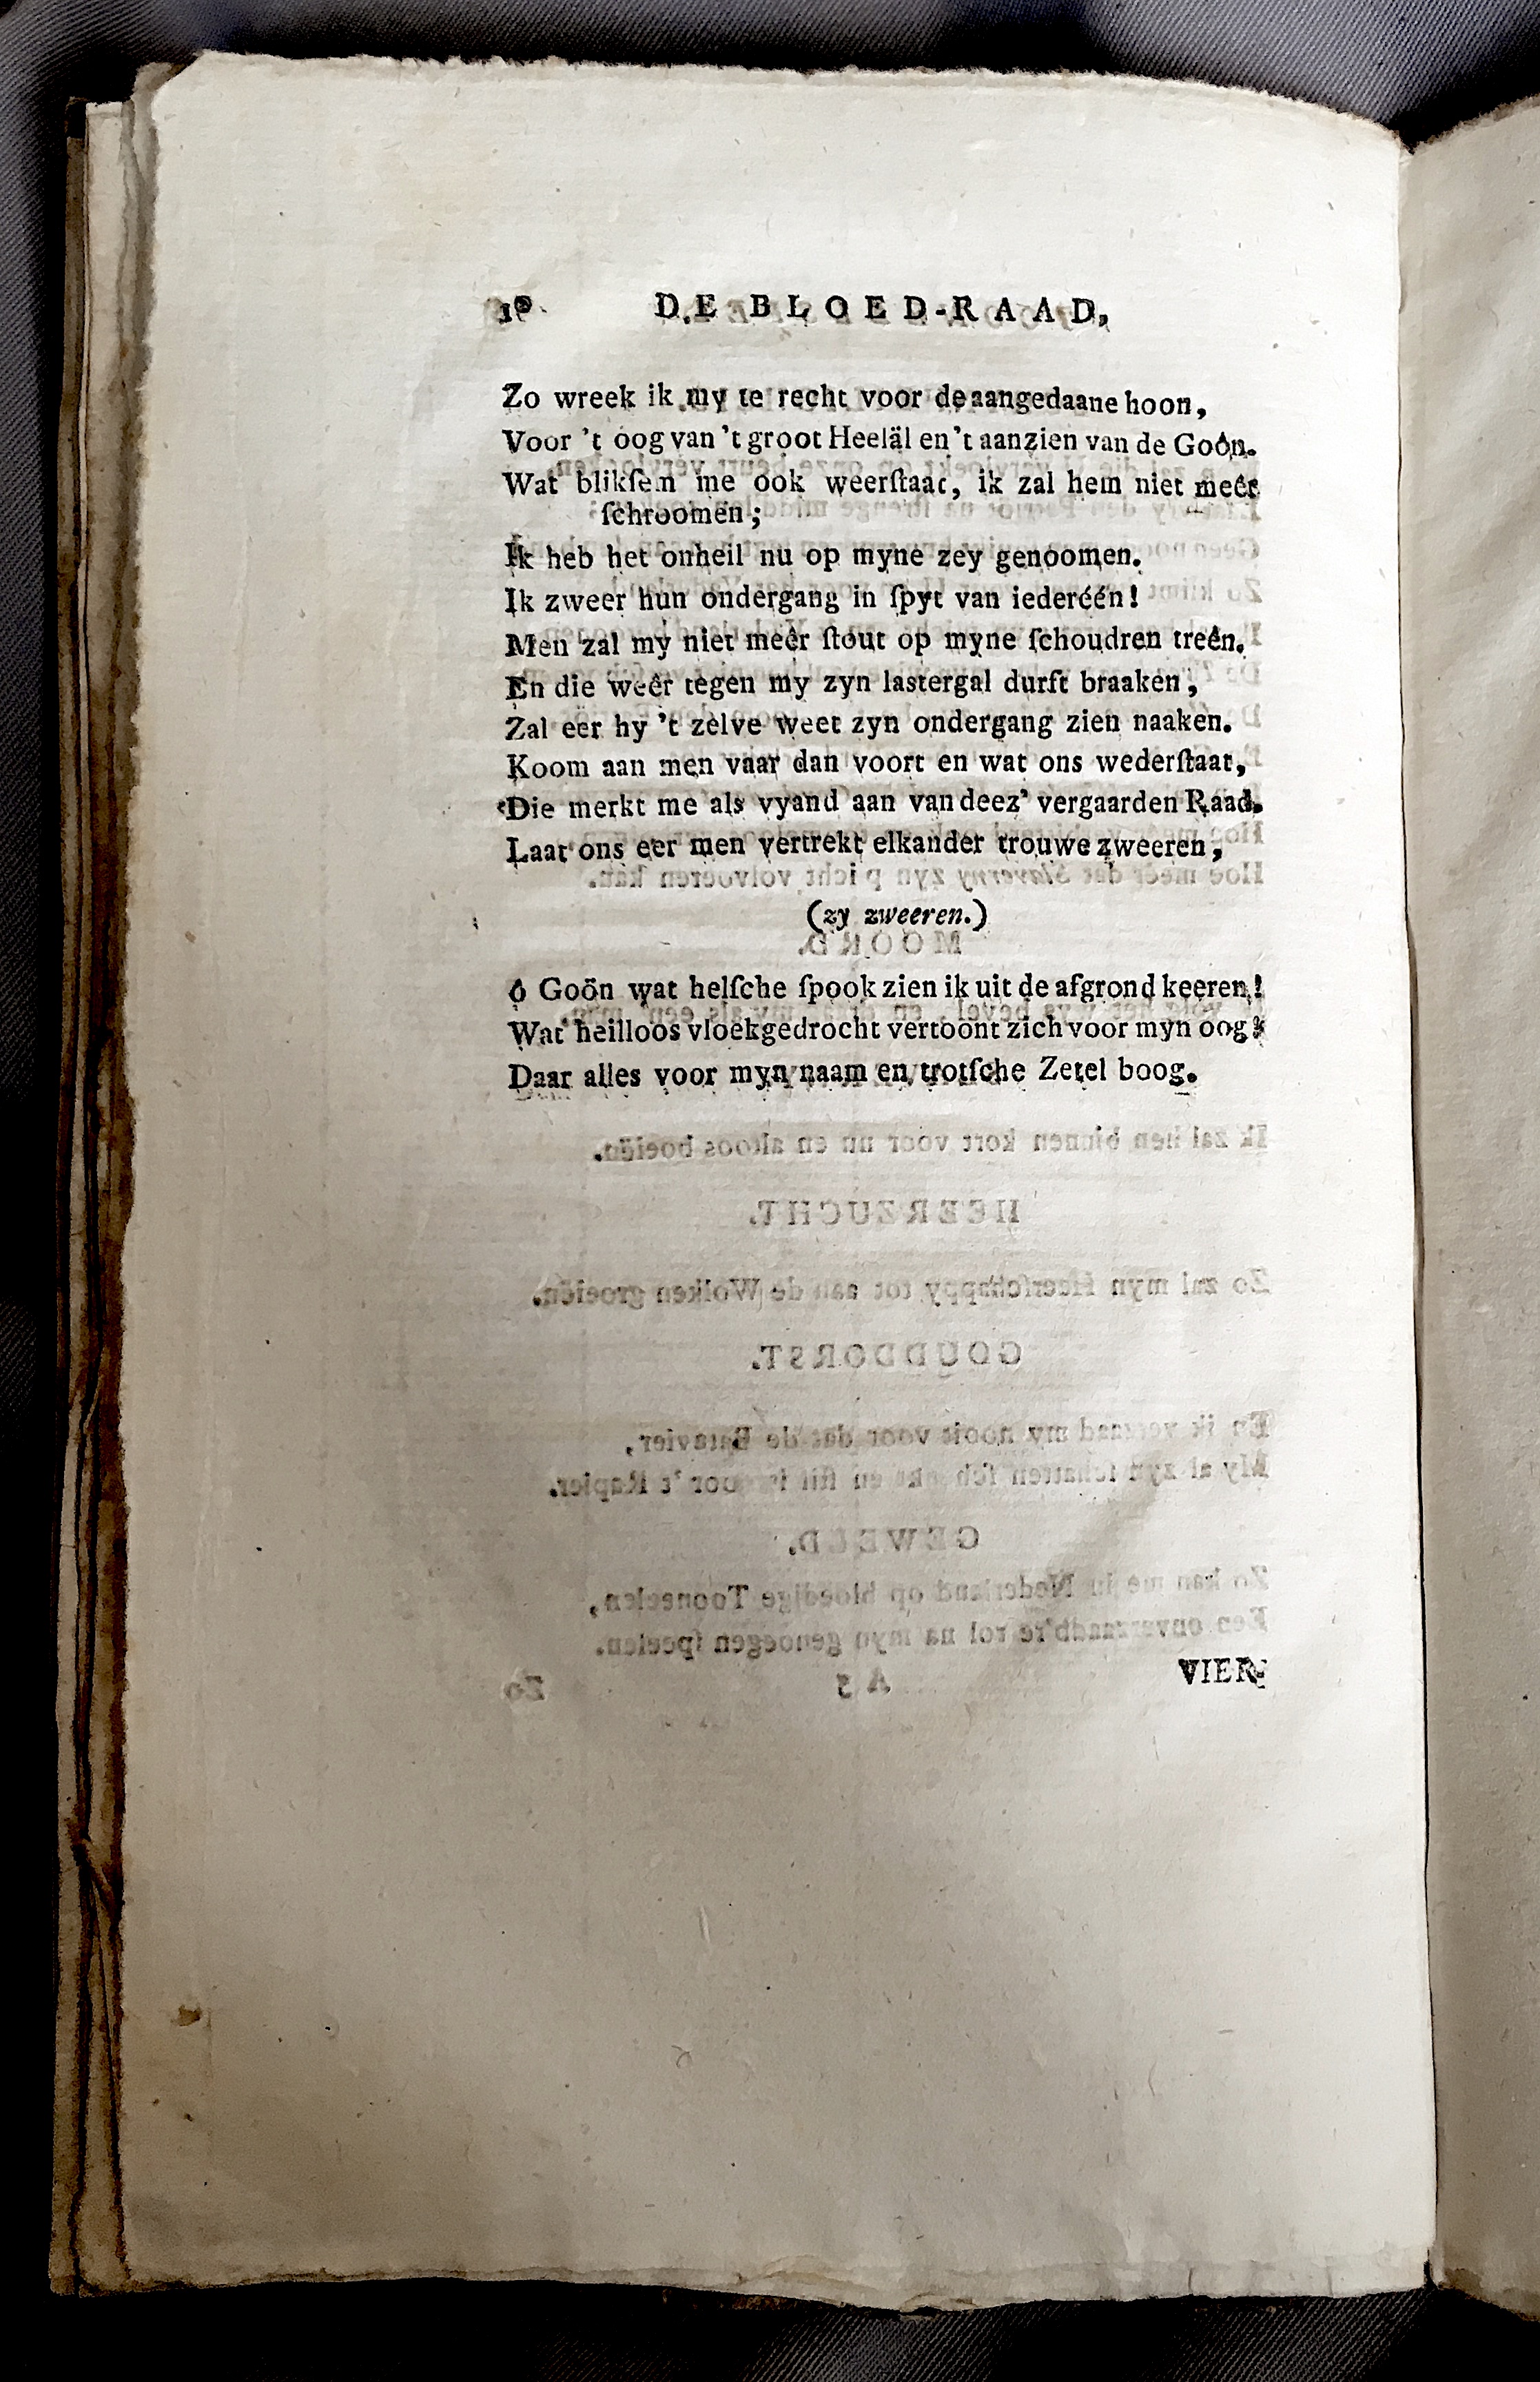 10 DE BLOED-RAAD,
Zo wreek ik my te recht voor de aangedaane hoon,
Voor 't oog van 't groot Heeläl en 't aanzien van de Goôn.
Wat blikſem me ook weerſtaat, ik zal hem niet meêr
ſchroomen;
Ik heb het onheil nu op myne zey genoomen.
Ik zweer hun ondergang in ſpyt van iederéén!
Men zal my niet meêr ſtout op myne ſchoudren treên.
En die weêr tegen my zyn lastergal durft braaken,
Zal eer hy 't zelve weet zyn ondergang zien naaken.
Koom aan men vaar dan voort en wat ons wederſtaat,
Die merkt me als vyand aan van deez' vergaarden Raad.
Laat ons eer men vertrekt elkander trouwe zweeren,
(zy zweeren.)
ô Goôn wat helſche ſpook zien ik uit de afgrond keeren!
Wat heilloos vloekgedrocht vertoont zich voor myn oog?
Daar alles voor myn naam en trotſche Zetel boog.
VIER-